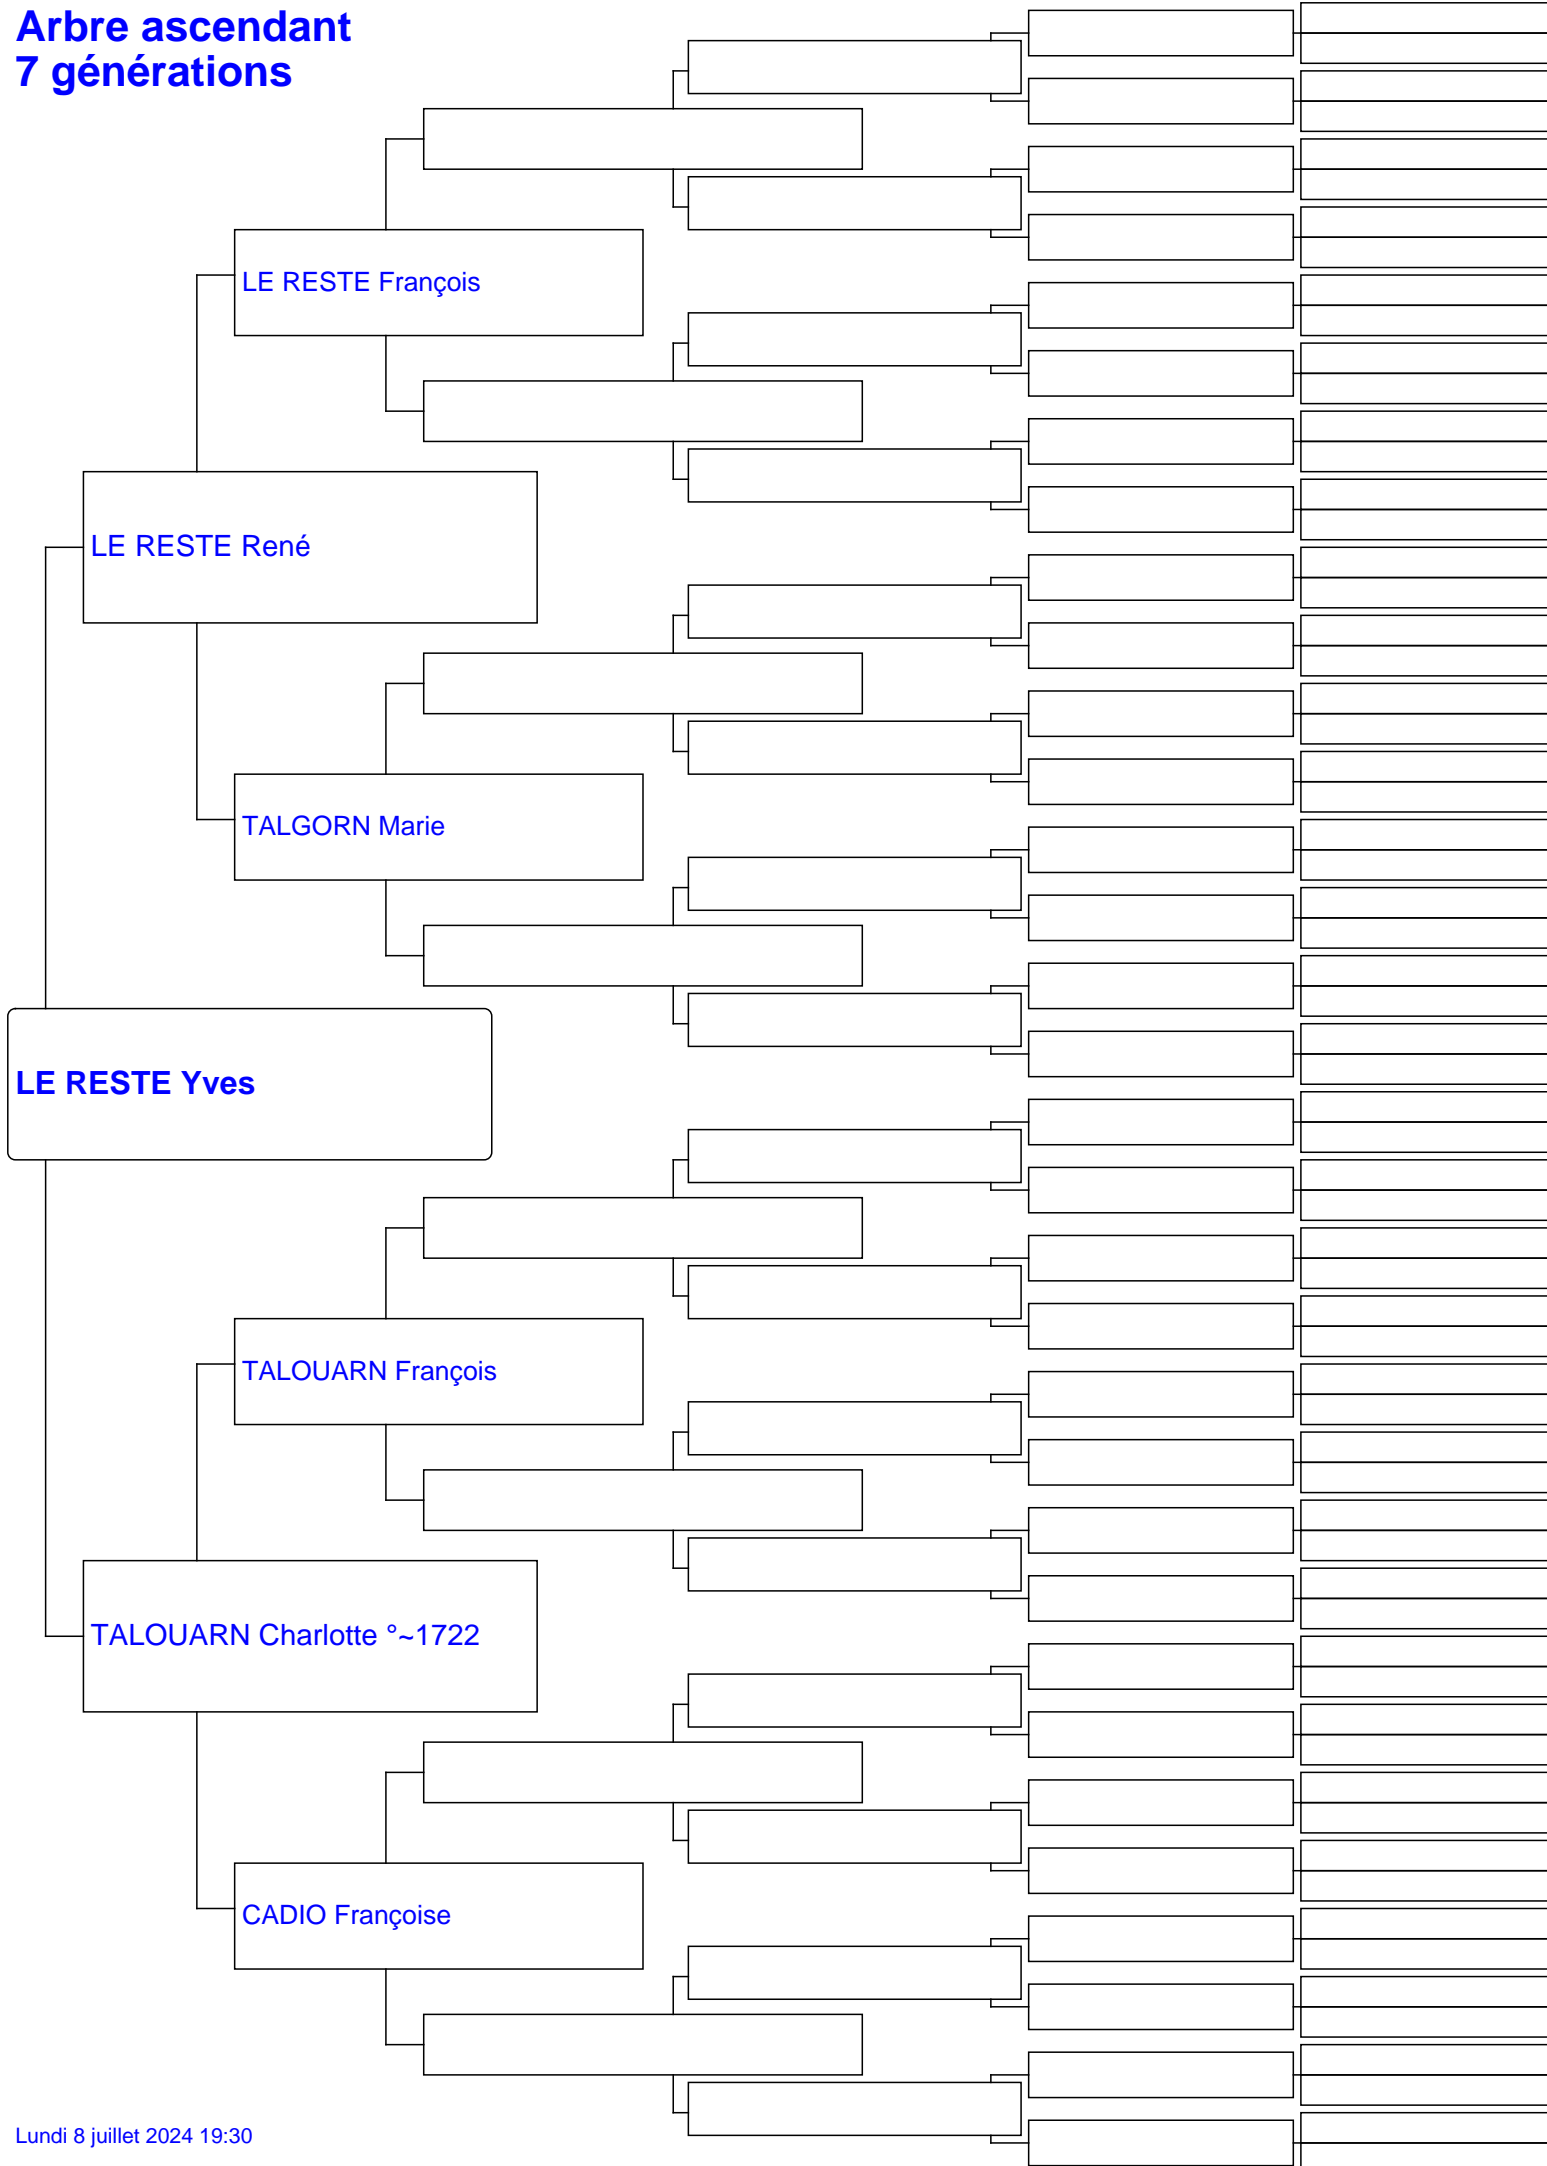 Arbre ascendant
7 générations
LE RESTE François
LE RESTE René
TALGORN Marie
LE RESTE Yves
TALOUARN François
TALOUARN Charlotte °~1722
CADIO Françoise
Lundi 8 juillet 2024 19:30